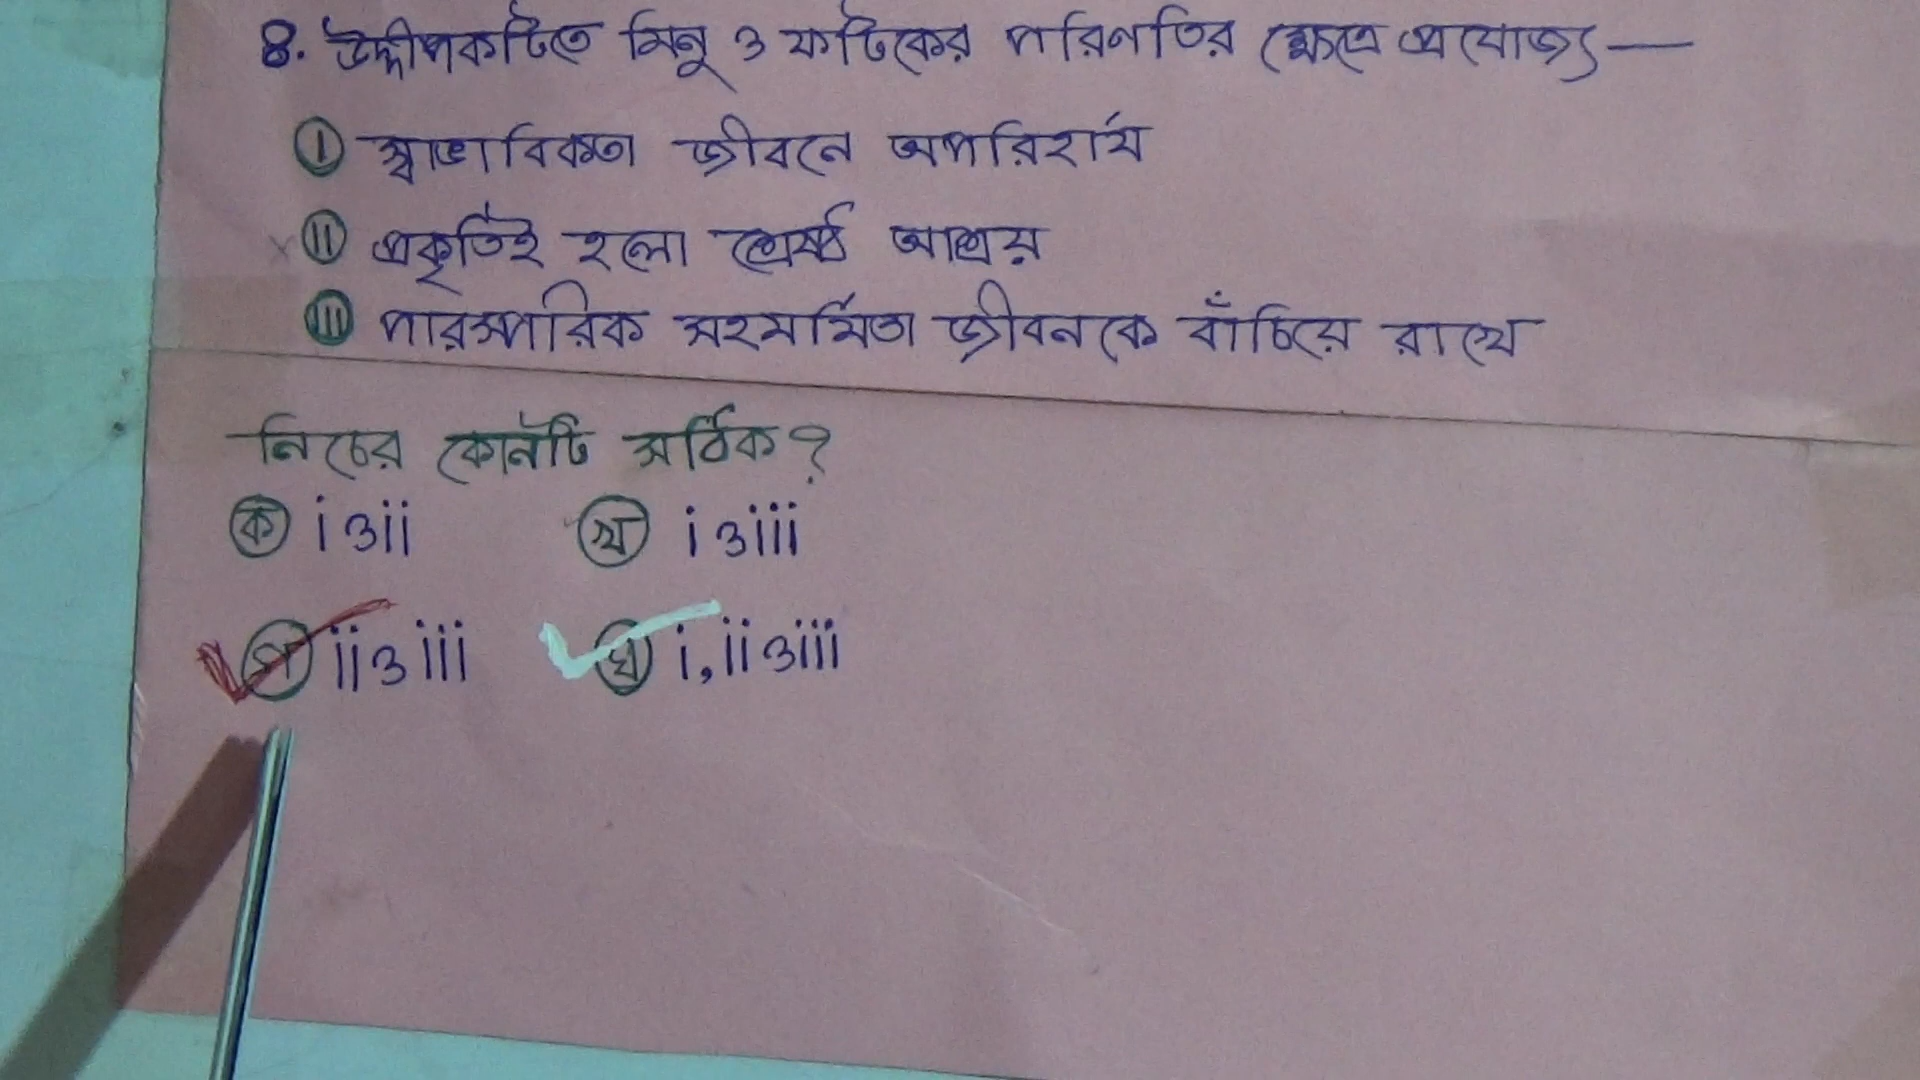 ৪. উদ্দীপকটিতে মিনু ও ফটিকের পরিণতির ক্ষেত্রে প্রযোজ্য —
i স্বাভাবিকতা জীবনে অপরিহার্য
ii প্রকৃতিই হলো শ্রেষ্ঠ আশ্রয়
iii পারস্পরিক সহমর্মিতা জীবনকে বাঁচিয়ে রাখে
নিচের কোনটি সঠিক?
ক i ও ii খ i ও iii
গ ii ও iii ঘ i, ii ও iii